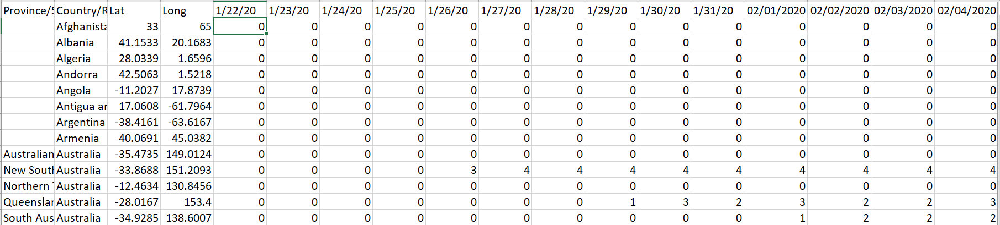 Province/S Country/R Lat Long 1/22/20 1/23/20 1/24/20 1/25/20 1/26/20 1/27/20 1/28/20 1/29/20 1/30/20 1/31/20 02/01/2020 02/02/2020 02/03/2020 02/04/2020
Afghanista 33 65 0 0 0 0 0 0 0 0 0 0 0 0 0 0
Albania 41.1533 20.1683 0 0 0 0 0 0 0 0 0 0 0 0 0 0
Algeria 28.0339 1.6596 0 0 0 0 0 0 0 0 0 0 0 0 0 0
Andorra 42.5063 1.5218 0 0 0 0 0 0 0 0 0 0 0 0 0 0
Angola -11.2027 17.8739 0 0 0 0 0 0 0 0 0 0 0 0 0 0
Antigua ar 17.0608 -61.7964 0 0 0 0 0 0 0 0 0 0 0 0 0 0
Argentina -38.4161 -63.6167 0 0 0 0 0 0 0 0 0 0 0 0 0 0
Armenia 40.0691 45.0382 0 0 0 0 0 0 0 0 0 0 0 0 0 0
Australian Australia -35.4735 149.0124 0 0 0 0 0 0 0 0 0 0 0 0 0 0
New South Australia -33.8688 151.2093 0 0 0 0 3 4 4 4 4 4 4 4 4 4
Northern Australia -12.4634 130.8456 0 0 0 0 0 0 0 0 0 0 0 0 0 0
Queenslar Australia -28.0167 153.4 0 0 0 0 0 0 0 1 3 2 3 2 2 3
South Aus Australia -34.9285 138.6007 0 0 0 0 0 0 0 0 0 0 1 2 2 2